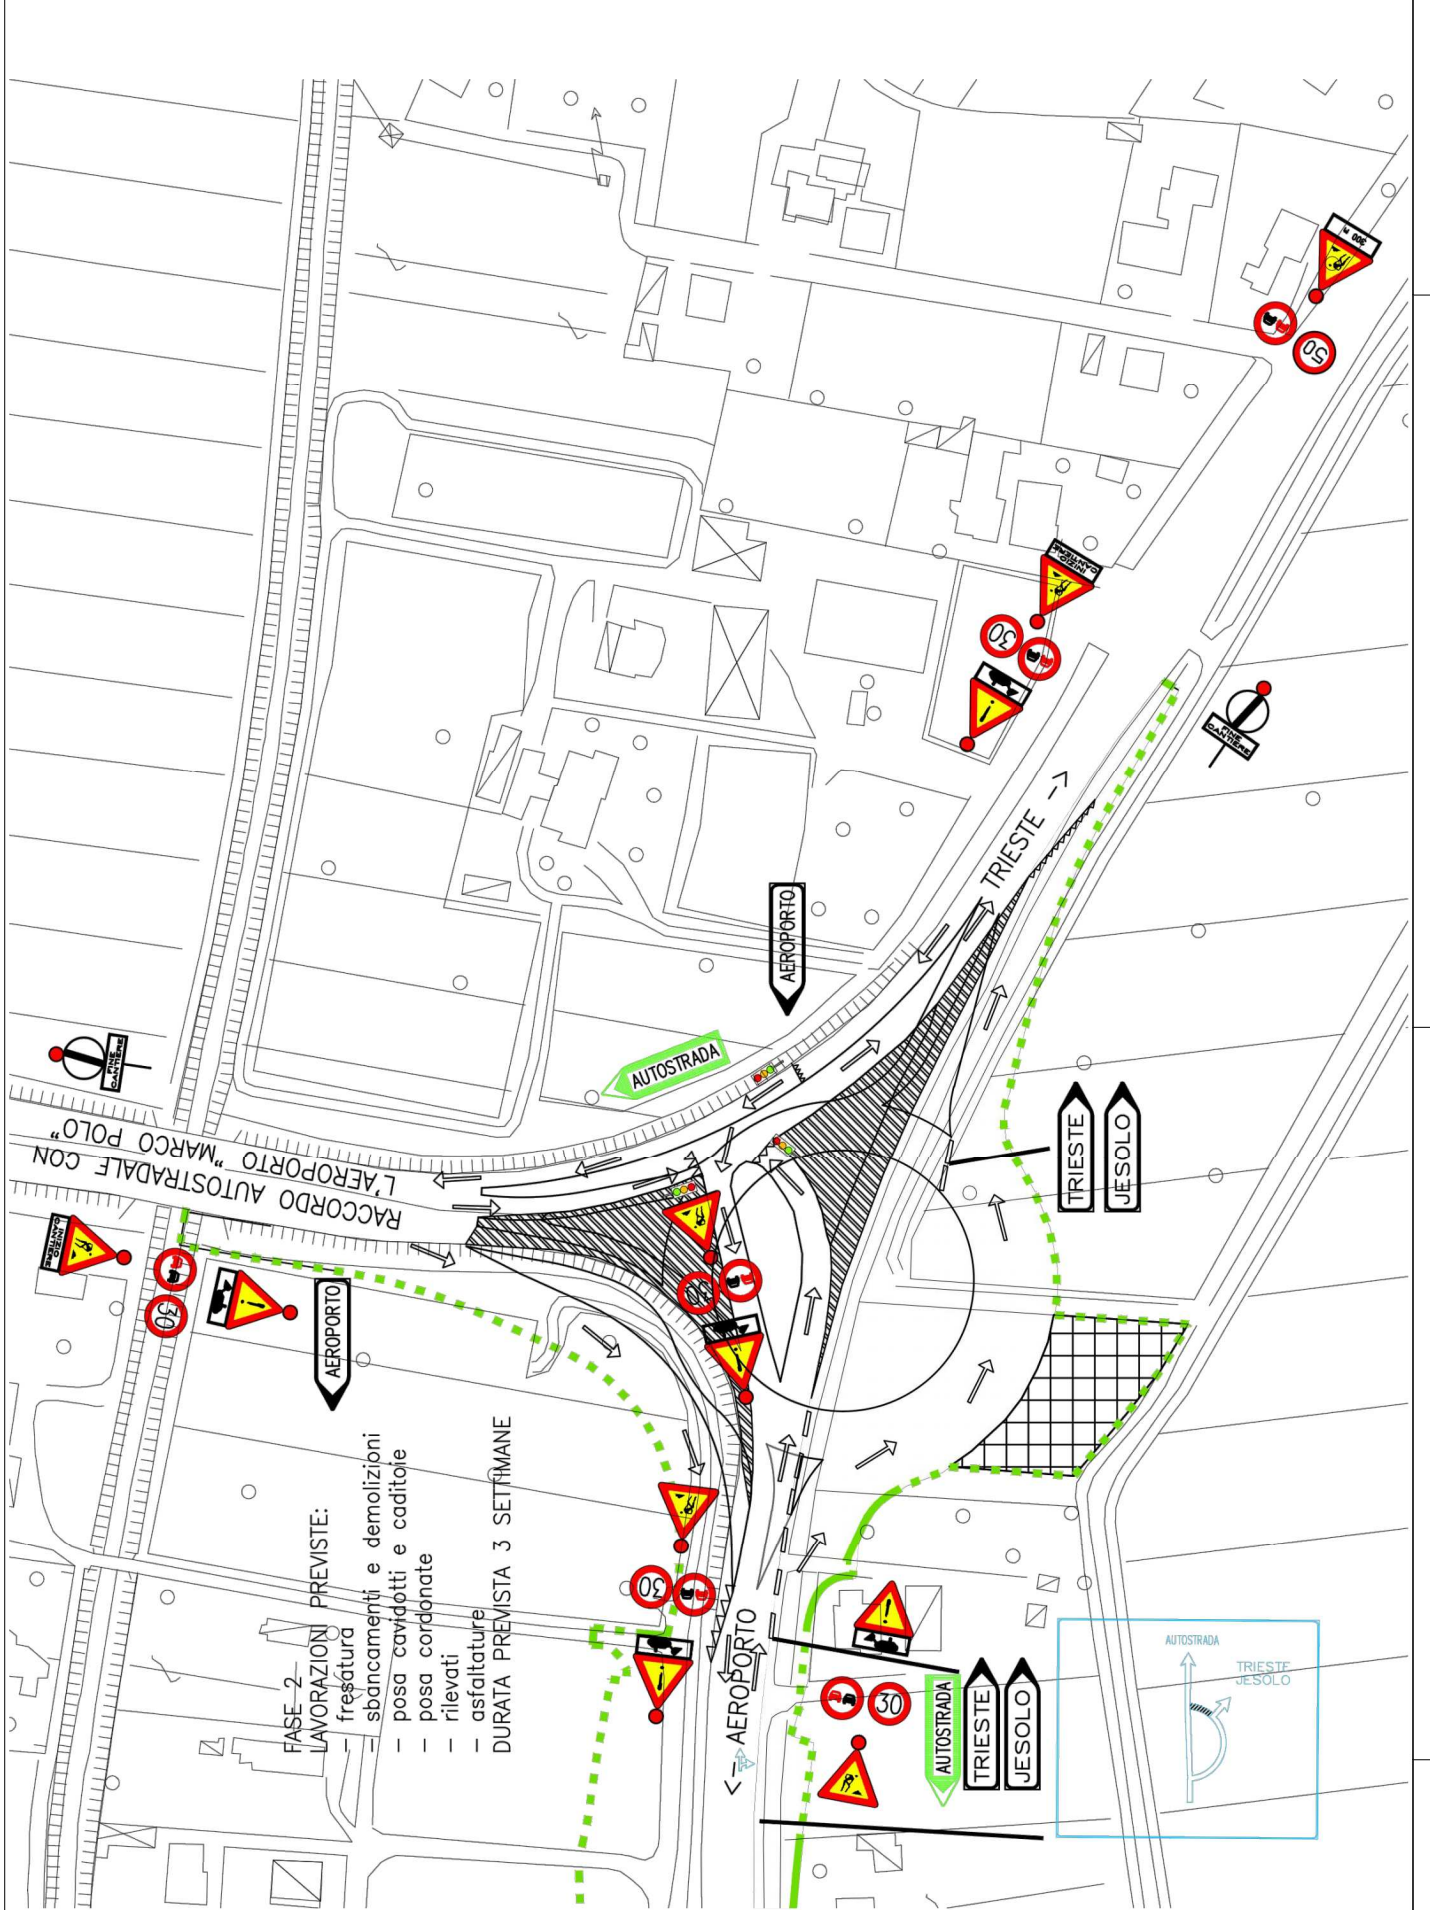 FASE 2
LAVORAZIONI PREVISTE:
- fresatura
- sbancamenti e demolizioni
- posa cavidotti e caditoie
- posa cordonate
- rilevati
- asfaltature
DURATA PREVISTA 3 SETTIMANE
RACCORDO AUTOSTRADALE CON
L'AEROPORTO "MARCO POLO"
FINE
CANTIERE
INIZIO
CANTIERE
30
AEROPORTO
AUTOSTRADA
AEROPORTO
TRIESTE -->
300 m
50
INIZIO
CANTIERE
30
FINE
CANTIERE
TRIESTE
JESOLO
30
30
<-- AEROPORTO
30
AUTOSTRADA
TRIESTE
JESOLO
AUTOSTRADA
TRIESTE
JESOLO